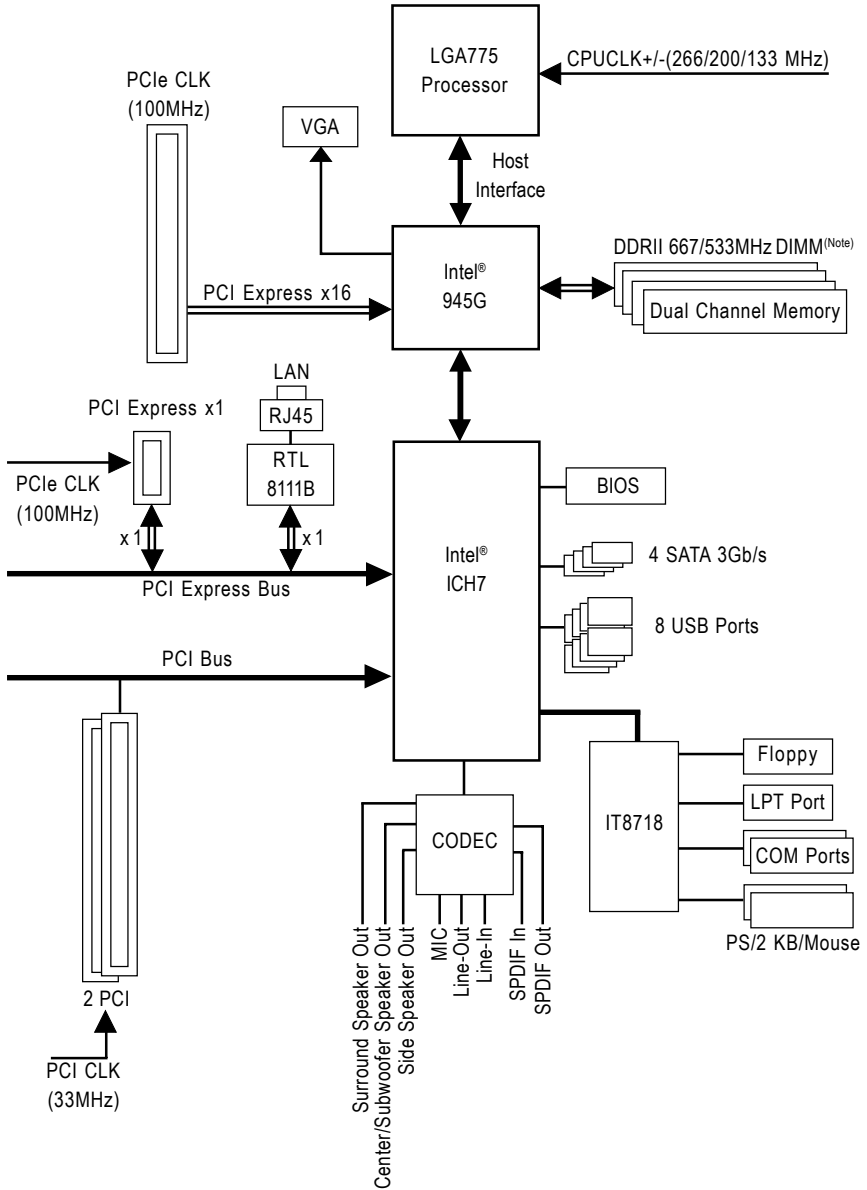 LGA775
Processor
CPUCLK+/-(266/200/133 MHz)
PCIe CLK
(100MHz)
VGA
Host
Interface
DDRII 667/533MHz DIMM(Note)
Intel®
945G
PCI Express x16
Dual Channel Memory
LAN
RJ45
PCI Express x1
RTL
8111B
PCIe CLK
(100MHz)
x 1
x 1
BIOS
Intel®
ICH7
4 SATA 3Gb/s
PCI Express Bus
8 USB Ports
PCI Bus
Floppy
LPT Port
IT8718
CODEC
COM Ports
PS/2 KB/Mouse
Surround Speaker Out
Center/Subwoofer Speaker Out
Side Speaker Out
MIC
Line-Out
Line-In
SPDIF In
SPDIF Out
2 PCI
PCI CLK
(33MHz)